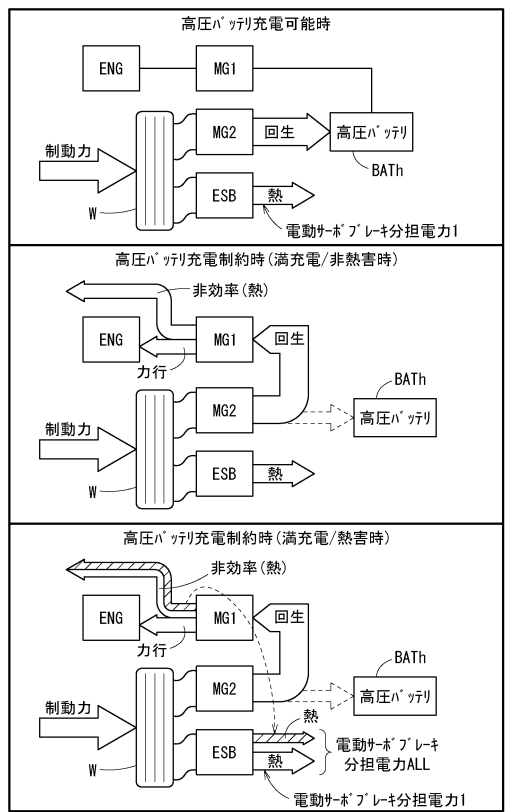 高圧ﾊﾞｯﾃﾘ充電可能時
ENG
MG1
MG2
回生
高圧ﾊﾞｯﾃﾘ
BATh
制動力
ESB
熱
W
電動ｻｰﾎﾞﾌﾞﾚｰｷ分担電力1
高圧ﾊﾞｯﾃﾘ充電制約時(満充電/非熱害時)
非効率(熱)
ENG
MG1
回生
力行
BATh
MG2
高圧ﾊﾞｯﾃﾘ
制動力
ESB
熱
W
高圧ﾊﾞｯﾃﾘ充電制約時(満充電/熱害時)
非効率(熱)
ENG
MG1
回生
力行
BATh
MG2
高圧ﾊﾞｯﾃﾘ
制動力
熱
ESB
熱
電動ｻｰﾎﾞﾌﾞﾚｰｷ
分担電力ALL
W
電動ｻｰﾎﾞﾌﾞﾚｰｷ分担電力1